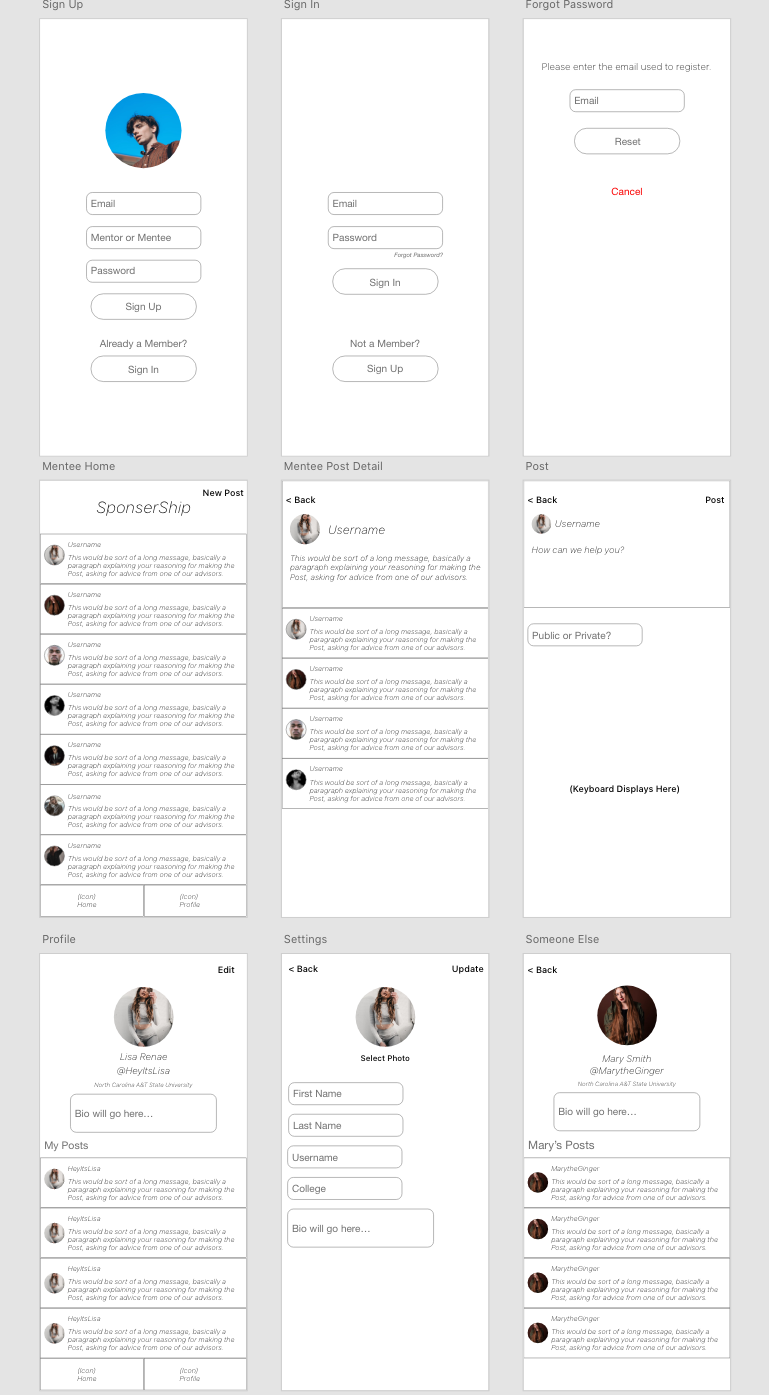 Sign Up
Email
Mentor or Mentee
Password
Sign Up
Already a Member?
Sign In
Sign In
Email
Password
Forgot Password?
Sign In
Not a Member?
Sign Up
Forgot Password
Please enter the email used to register.
Email
Reset
Cancel
Mentee Home
New Post
SponserShip
Username
This would be sort of a long message, basically a
paragraph explaining your reasoning for making the
Post, asking for advice from one of our advisors.
Username
This would be sort of a long message, basically a
paragraph explaining your reasoning for making the
Post, asking for advice from one of our advisors.
Username
This would be sort of a long message, basically a
paragraph explaining your reasoning for making the
Post, asking for advice from one of our advisors.
Username
This would be sort of a long message, basically a
paragraph explaining your reasoning for making the
Post, asking for advice from one of our advisors.
Username
This would be sort of a long message, basically a
paragraph explaining your reasoning for making the
Post, asking for advice from one of our advisors.
Username
This would be sort of a long message, basically a
paragraph explaining your reasoning for making the
Post, asking for advice from one of our advisors.
Username
This would be sort of a long message, basically a
paragraph explaining your reasoning for making the
Post, asking for advice from one of our advisors.
(Icon)
Home
(Icon)
Profile
Mentee Post Detail
< Back
Username
This would be sort of a long message, basically a
paragraph explaining your reasoning for making the
Post, asking for advice from one of our advisors.
Username
This would be sort of a long message, basically a
paragraph explaining your reasoning for making the
Post, asking for advice from one of our advisors.
Username
This would be sort of a long message, basically a
paragraph explaining your reasoning for making the
Post, asking for advice from one of our advisors.
Username
This would be sort of a long message, basically a
paragraph explaining your reasoning for making the
Post, asking for advice from one of our advisors.
Username
This would be sort of a long message, basically a
paragraph explaining your reasoning for making the
Post, asking for advice from one of our advisors.
Post
< Back
Post
Username
How can we help you?
Public or Private?
(Keyboard Displays Here)
Profile
Edit
Lisa Renae
@HeyItsLisa
North Carolina A&T State University
Bio will go here...
My Posts
HeyItsLisa
This would be sort of a long message, basically a
paragraph explaining your reasoning for making the
Post, asking for advice from one of our advisors.
HeyItsLisa
This would be sort of a long message, basically a
paragraph explaining your reasoning for making the
Post, asking for advice from one of our advisors.
HeyItsLisa
This would be sort of a long message, basically a
paragraph explaining your reasoning for making the
Post, asking for advice from one of our advisors.
HeyItsLisa
This would be sort of a long message, basically a
paragraph explaining your reasoning for making the
Post, asking for advice from one of our advisors.
(Icon)
Home
(Icon)
Profile
Settings
< Back
Update
Select Photo
First Name
Last Name
Username
College
Bio will go here...
Someone Else
< Back
Mary Smith
@MarytheGinger
North Carolina A&T State University
Bio will go here...
Mary's Posts
MarytheGinger
This would be sort of a long message, basically a
paragraph explaining your reasoning for making the
Post, asking for advice from one of our advisors.
MarytheGinger
This would be sort of a long message, basically a
paragraph explaining your reasoning for making the
Post, asking for advice from one of our advisors.
MarytheGinger
This would be sort of a long message, basically a
paragraph explaining your reasoning for making the
Post, asking for advice from one of our advisors.
MarytheGinger
This would be sort of a long message, basically a
paragraph explaining your reasoning for making the
Post, asking for advice from one of our advisors.